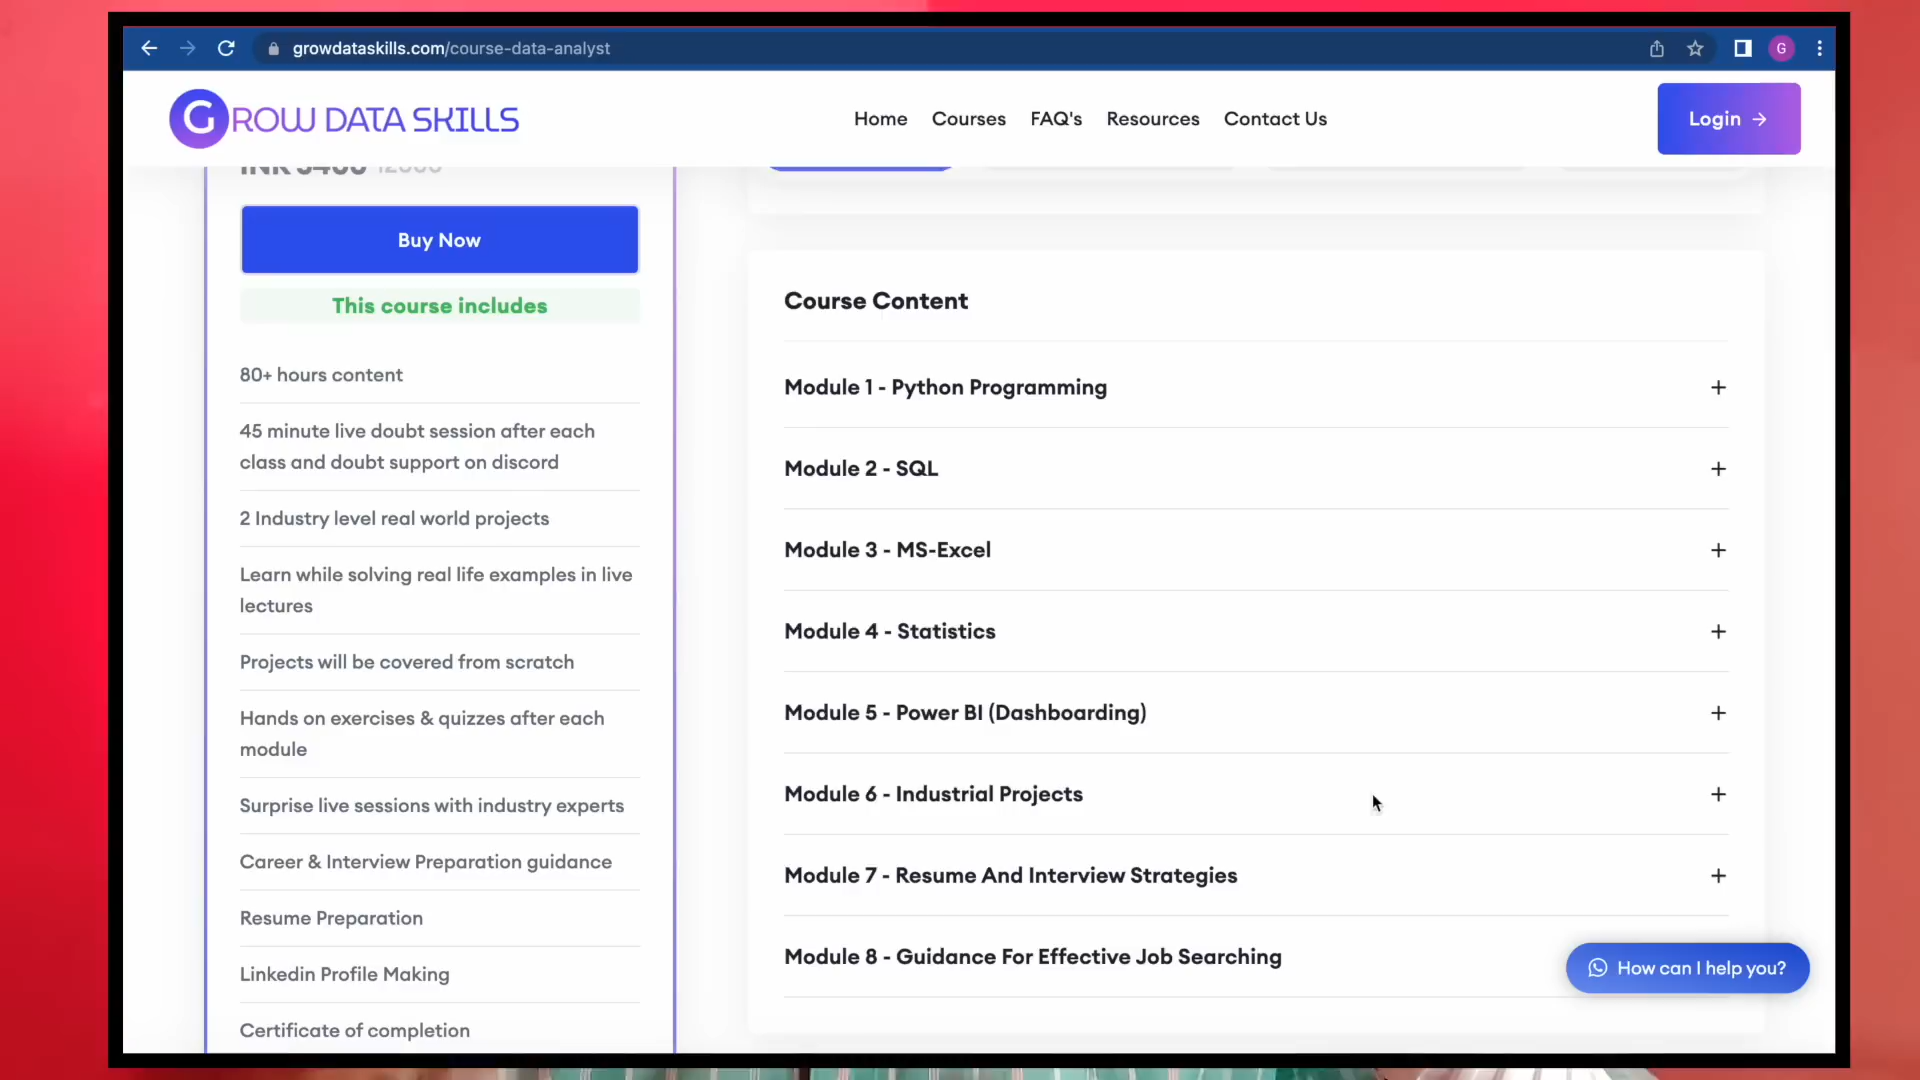 growdataskills.com/course-data-analyst
G
GROW DATA SKILLS
Home
Courses
FAQ's
Resources
Contact Us
Login
INR
Buy Now
This course includes
80+ hours content
45 minute live doubt session after each
class and doubt support on discord
2 Industry level real world projects
Learn while solving real life examples in live
lectures
Projects will be covered from scratch
Hands on exercises & quizzes after each
module
Surprise live sessions with industry experts
Career & Interview Preparation guidance
Resume Preparation
Linkedin Profile Making
Certificate of completion
Course Content
Module 1 - Python Programming
Module 2 - SQL
Module 3 - MS-Excel
Module 4 - Statistics
Module 5 - Power BI (Dashboarding)
Module 6 - Industrial Projects
Module 7 - Resume And Interview Strategies
Module 8 - Guidance For Effective Job Searching
How can I help you?